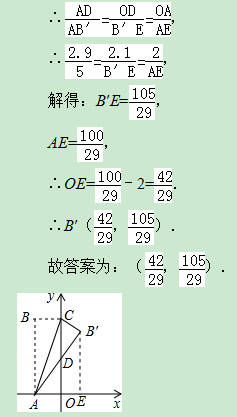 ∴AD/AB′=OD/B′E=OA/AE,
∴2.9/5=2.1/B′E=2/AE,
解得：B′E=105/29,
AE=100/29,
∴OE=100/29-2=42/29.
∴B′（42/29，105/29）.
故答案为：（42/29，105/29）.
y
B C B′
D
A O E x